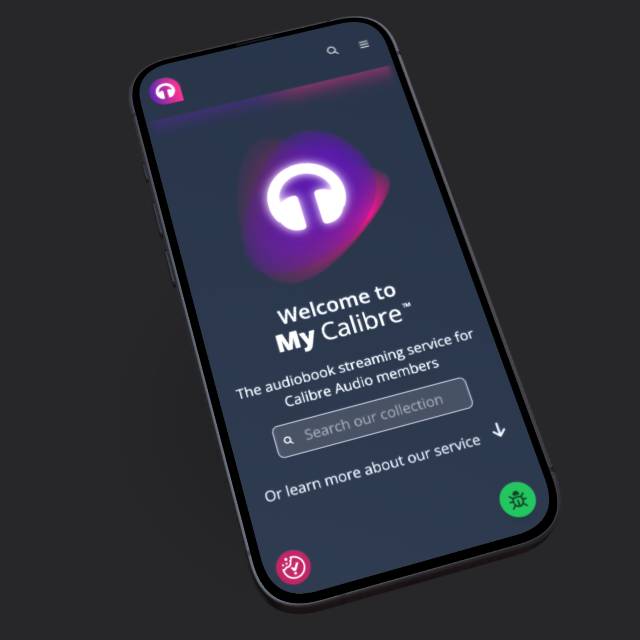 Welcome to
My Calibre™
The audiobook streaming service for
Calibre Audio members
Search our collection
Or learn more about our service